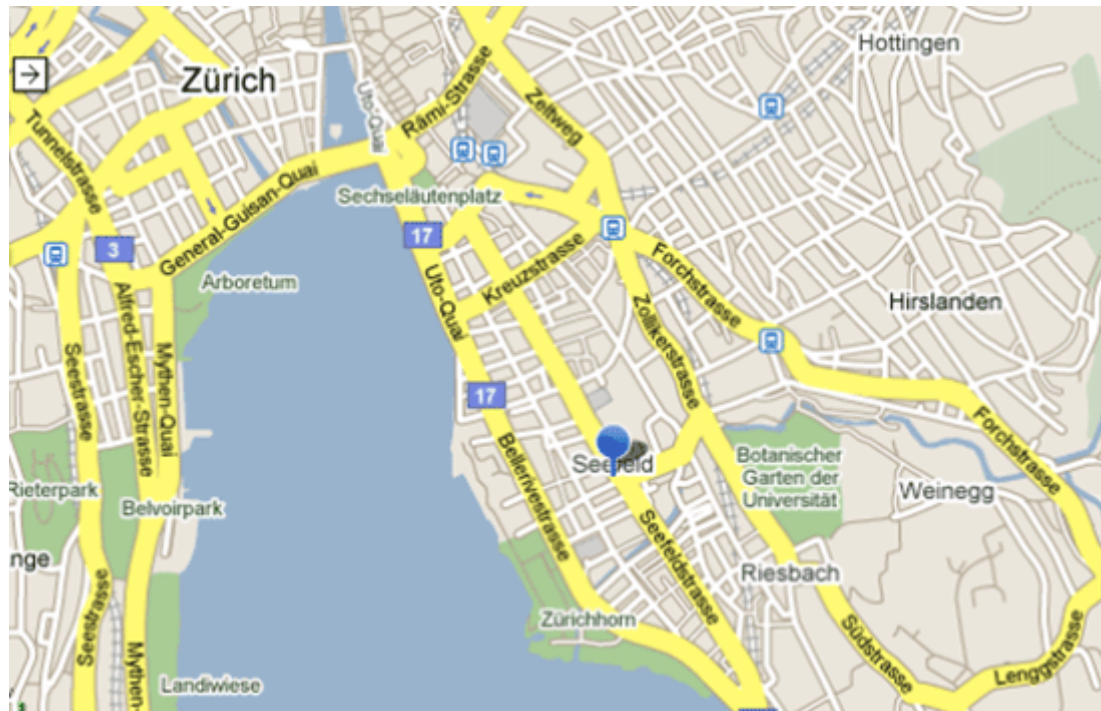 Hottingen
→
Zürich
Uto-Quai
Rämi-Strasse
Zeltweg
Tunnelstrasse
General-Guisan-Quai
Sechseläutenplatz
17
3
Kreuzstrasse
Forchstrasse
Arboretum
Uto-Quai
Zollikerstrasse
Hirslanden
Alfred-Escher-Strasse
Mythen-Quai
Seestrasse
17
Bellerivestrasse
Seefeld
Botanischer
Garten der
Universität
Forchstrasse
Weinegg
Rieterpark
Belvoirpark
nge
Seefeldstrasse
Riesbach
Seestrasse
Zürichhorn
Südstrasse
Lenggstrasse
Mythen-
Landiwiese